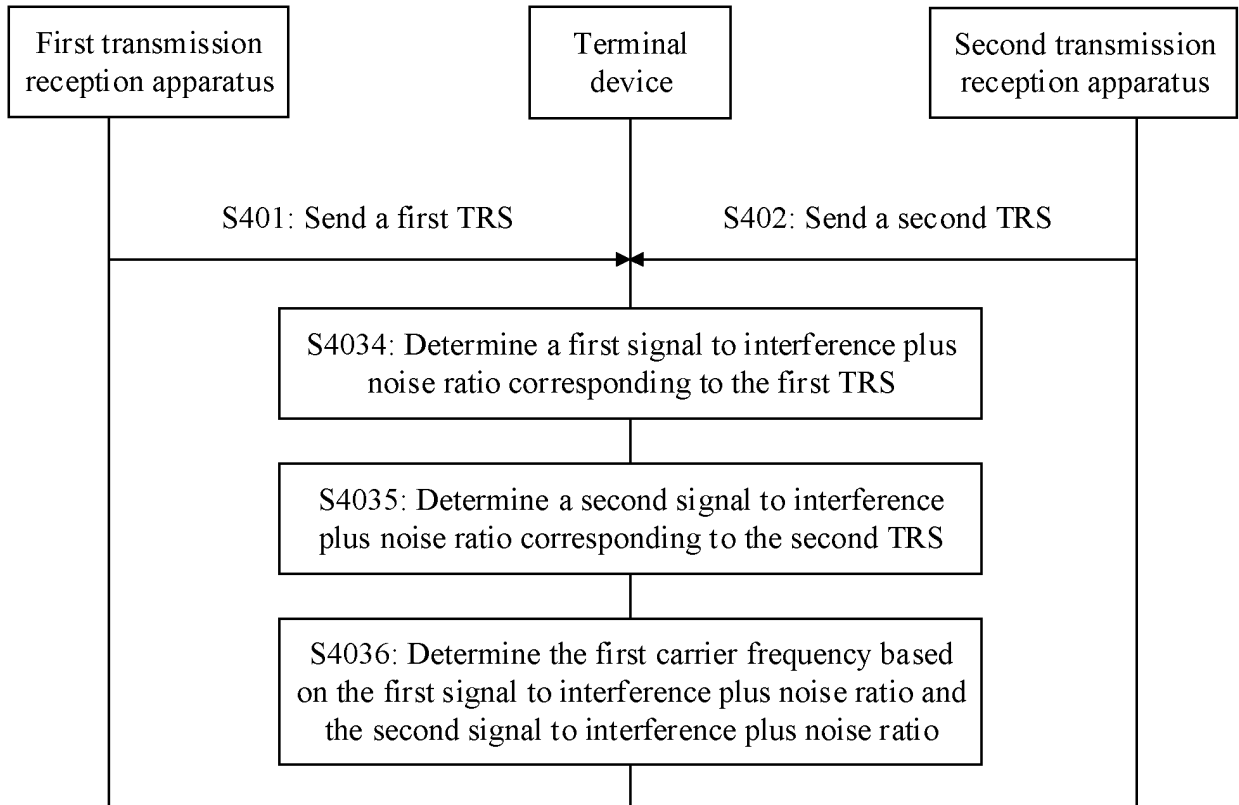 First transmission
reception apparatus
Terminal
device
Second transmission
reception apparatus
S401: Send a first TRS
S402: Send a second TRS
S4034: Determine a first signal to interference plus
noise ratio corresponding to the first TRS
S4035: Determine a second signal to interference
plus noise ratio corresponding to the second TRS
S4036: Determine the first carrier frequency based
on the first signal to interference plus noise ratio and
the second signal to interference plus noise ratio